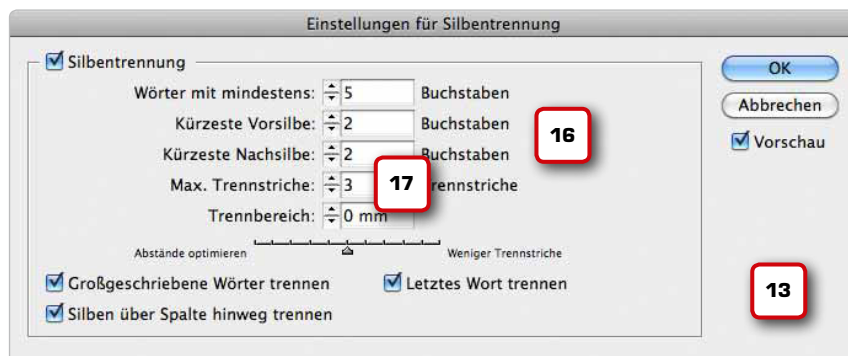 Einstellungen für Silbentrennung
Silbentrennung
OK
Wörter mit mindestens: 5 Buchstaben
Abbrechen
Kürzeste Vorsilbe: 2 Buchstaben
16
Vorschau
Kürzeste Nachsilbe: 2 Buchstaben
Max. Trennstriche: 3 17 rennstriche
Trennbereich: 0 mm
Abstände optimieren Weniger Trennstriche
Großgeschriebene Wörter trennen Letztes Wort trennen
13
Silben über Spalte hinweg trennen